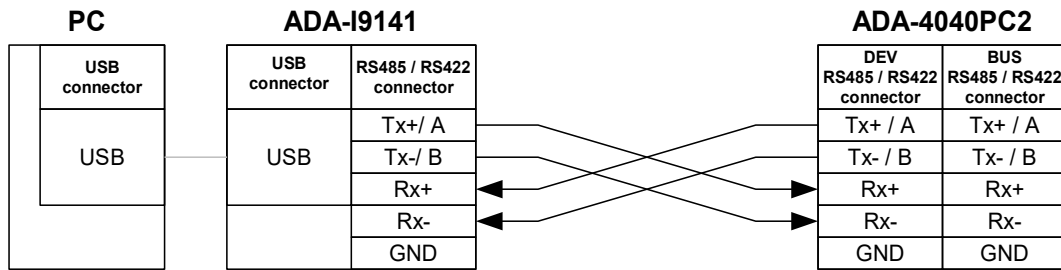 PC
ADA-I9141
ADA-4040PC2
USB
connector
USB
USB
connector
RS485 / RS422
connector
USB
Tx+/ A
Tx-/ B
Rx+
Rx-
GND
DEV
RS485 / RS422
connector
BUS
RS485 / RS422
connector
Tx+ / A
Tx+ / A
Tx- / B
Tx- / B
Rx+
Rx+
Rx-
Rx-
GND
GND